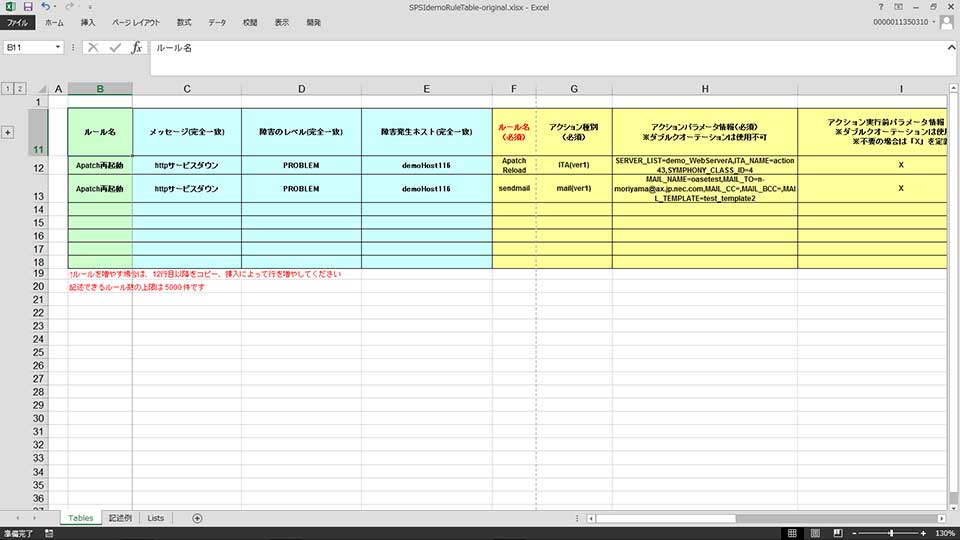 SPSIdemoRuleTable-original.xlsx - Excel
ファイル ホーム 挿入 ページ レイアウト 数式 データ 校閲 表示 開発 0000011350310
B11 ルール名
1 2 A B C D E F G H I
1
11 ルール名 メッセージ(完全一致) 障害のレベル(完全一致) 障害発生ホスト(完全一致) ルール名 アクション種別 アクションパラメータ情報(必須) アクション実行前パラメータ情報
(必須) (必須) ※ダブルクオーテーションは使用不可 ※ダブルクオーテーションは使用
※不要の場合は「X」を定義
12 Apatch再起動 httpサービスダウン PROBLEM demoHost116 Apatch ITA(ver1) SERVER_LIST=demo_WebServerA,ITA_NAME=action X
Reload 43,SYMPHONY_CLASS_ID=4
13 Apatch再起動 httpサービスダウン PROBLEM demoHost116 sendmail mail(ver1) MAIL_NAME=oasetest,MAIL_TO=n- X
moriyama@ax.jp.nec.com,MAIL_CC=,MAIL_BCC=,MAI
L_TEMPLATE=test_template2
14
15
16
17
18
19 ↑ルールを増やす場合は、12行目以降をコピー、挿入によって行を増やしてください
20 記述できるルール数の上限は 5000 件です
21
22
23
24
25
26
27
28
29
30
31
32
33
34
35
36
Tables 記述例 Lists
準備完了 130%